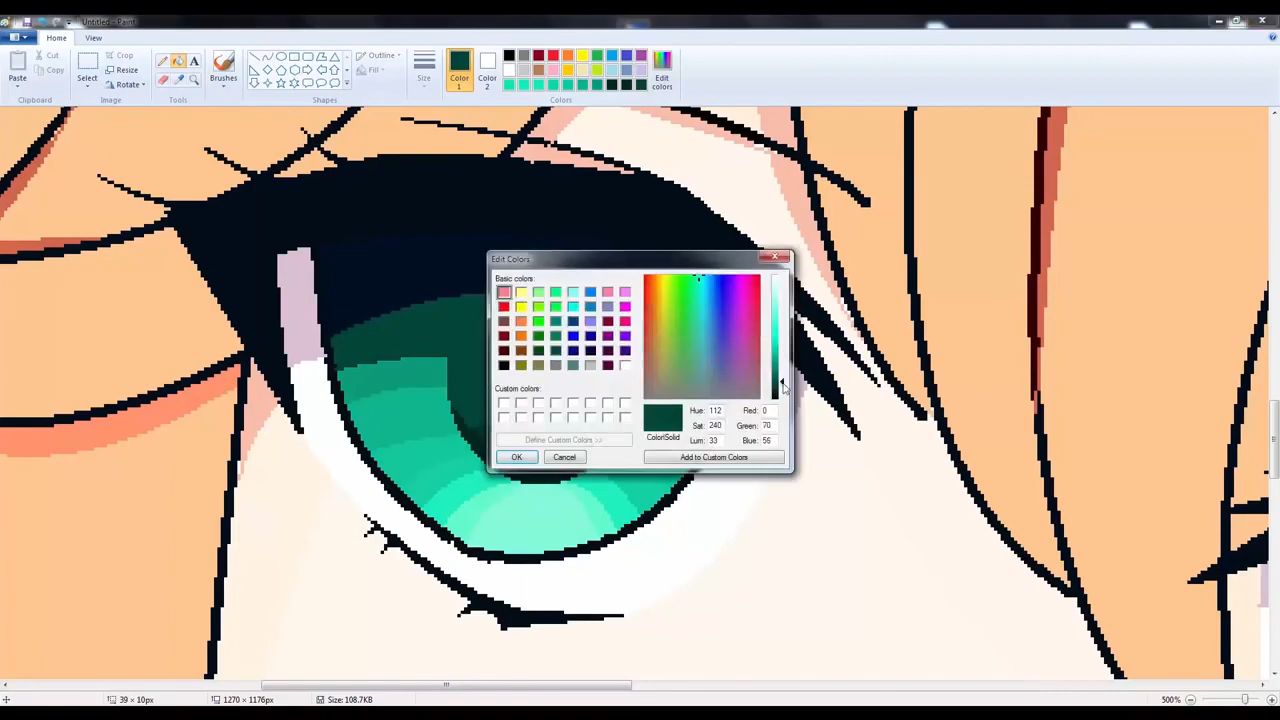 Untitled - Paint
Home View
Paste
Cut
Copy
Clipboard
Select
Crop
Resize
Rotate
Image
A
Tools
Brushes
Outline
Fill
Shapes
Size
Color
1
Color
2
Edit
colors
Colors
Edit Colors
Basic colors:
Custom colors:
Define Custom Colors >>
OK Cancel
Color|Solid
Hue: 112
Sat: 240
Lum: 33
Red: 0
Green: 70
Blue: 56
Add to Custom Colors
39 × 10px
1270 × 1176px
Size: 108.7KB
500%